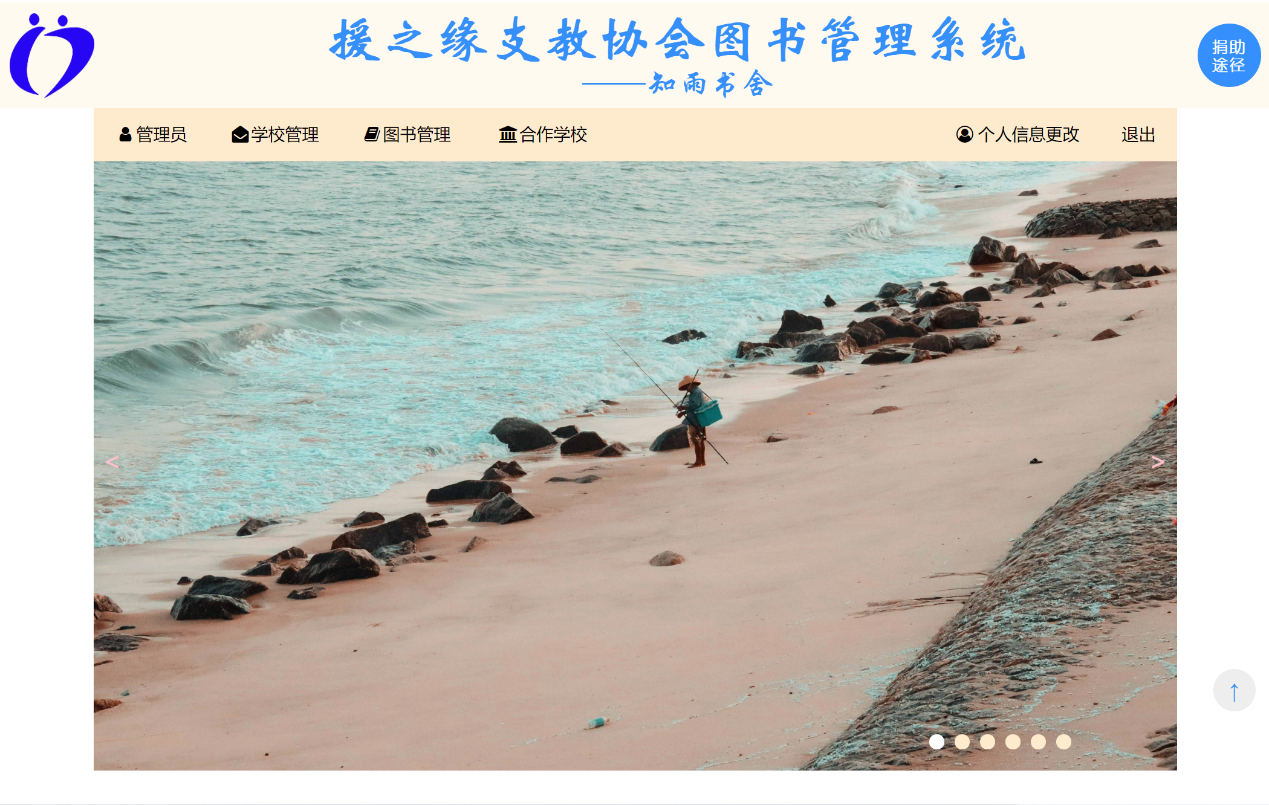 援之缘支教协会图书管理系统
——知雨书舍
捐助
途径
管理员 学校管理 图书管理 合作学校 个人信息更改 退出
<
>
↑